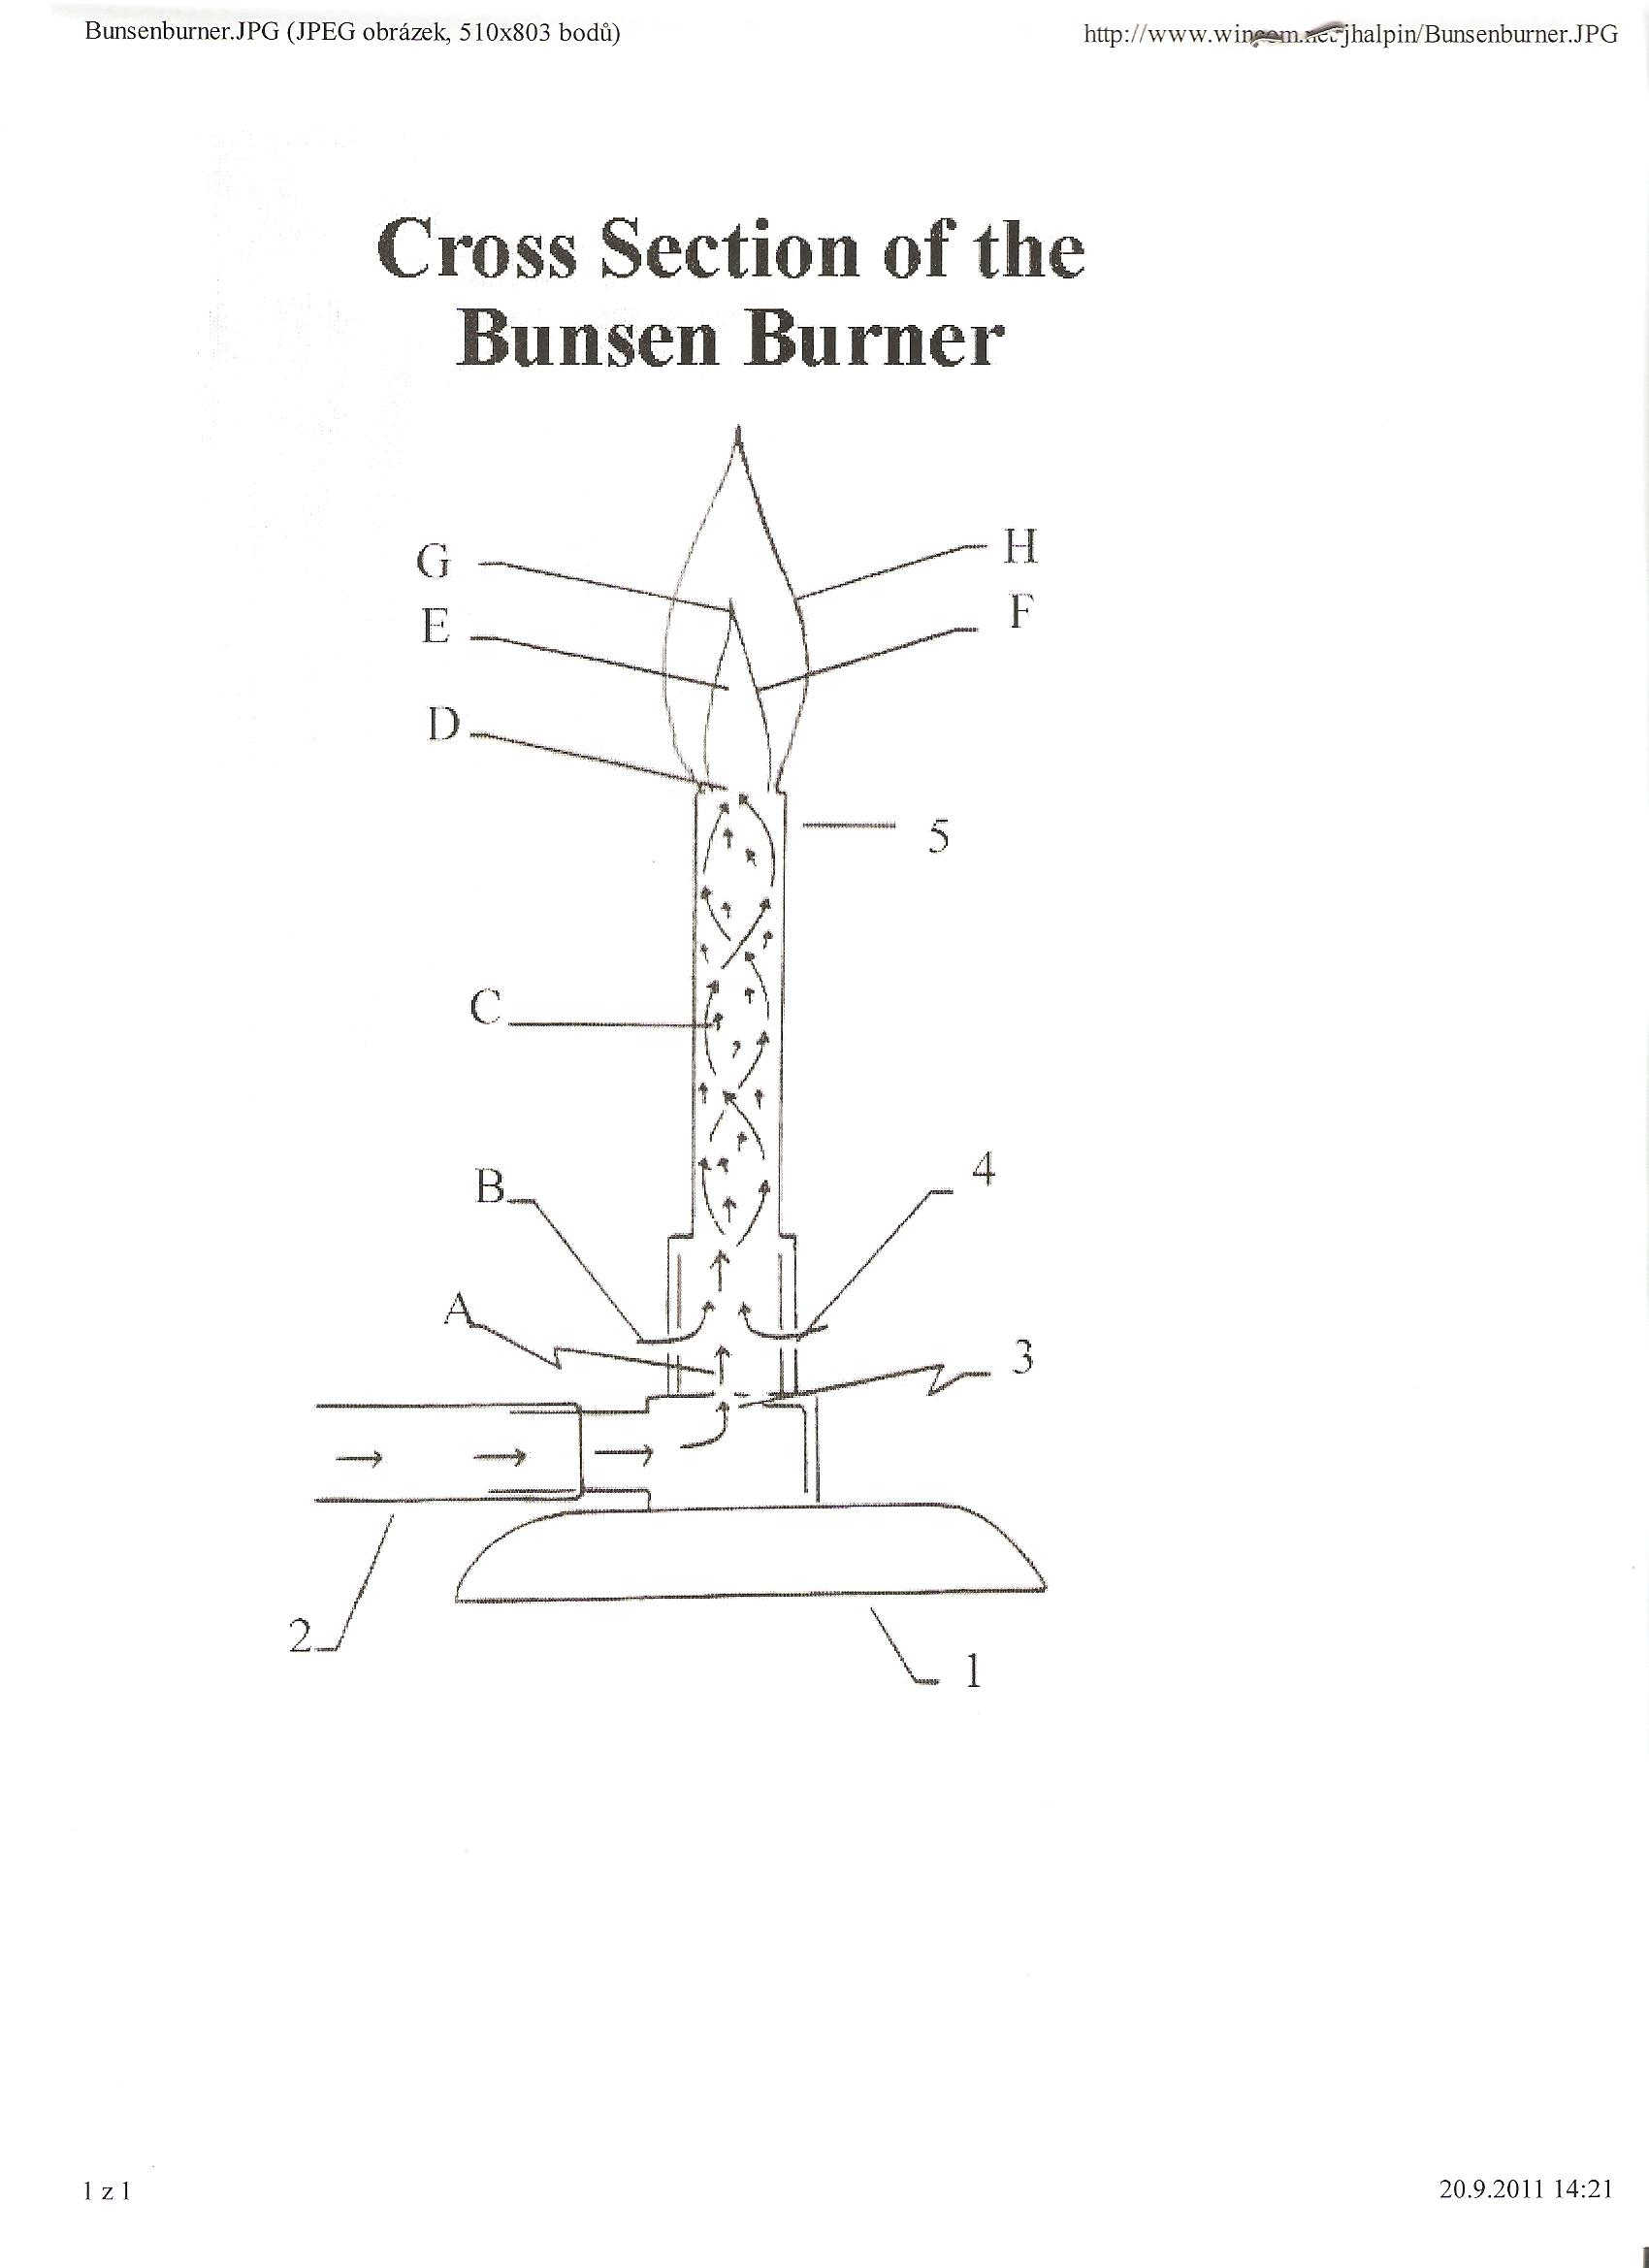 Bunsenburner.JPG (JPEG obrázek, 510x803 bodů)
jhalpin/Bunsenburner.JPG
Cross Section of the
Bunsen Burner
G
H
E
F
D
5
C
B
4
A
3
2
1
1 z 1
20.9.2011 14:21